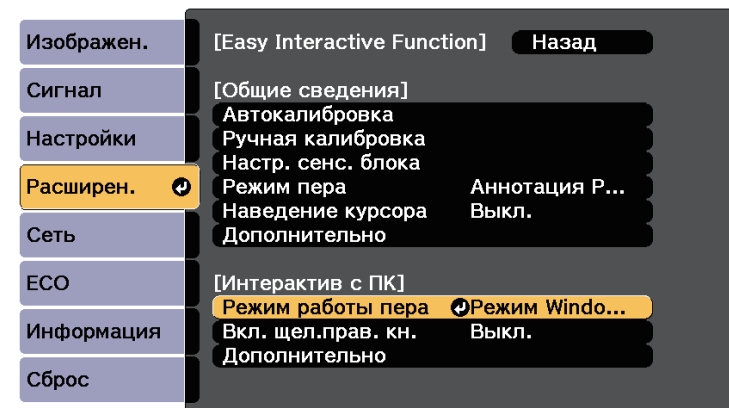 Изображен.
Сигнал
Настройки
Расширен.
Сеть
ECO
Информация
Сброс
[Easy Interactive Function] Назад
[Общие сведения]
Автокалибровка
Ручная калибровка
Настр. сенс. блока
Режим пера Аннотация P...
Наведение курсора Выкл.
Дополнительно
[Интерактив с ПК]
Режим работы пера Режим Windo...
Вкл. щел.прав. кн. Выкл.
Дополнительно